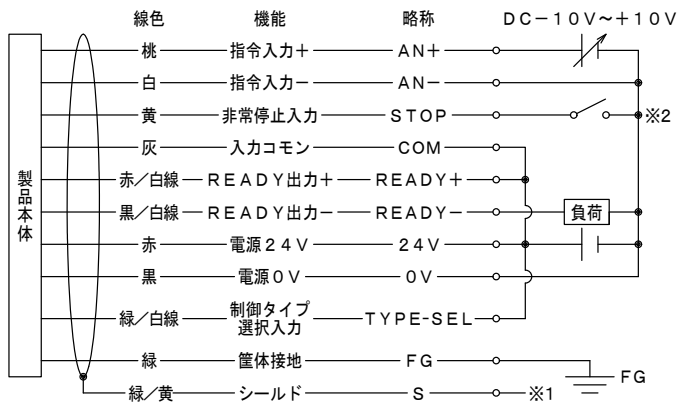 線色 機能 略称 DC−10V~+10V
桃 指令入力+ AN+
白 指令入力− AN−
黄 非常停止入力 STOP ※2
灰 入力コモン COM
赤/白線 READY出力+ READY+
黒/白線 READY出力− READY− 負荷
赤 電源24V 24V
黒 電源0V 0V
緑/白線 制御タイプ選択入力 TYPE-SEL
緑 筐体接地 FG FG
緑/黄 シールド S ※1
製品本体